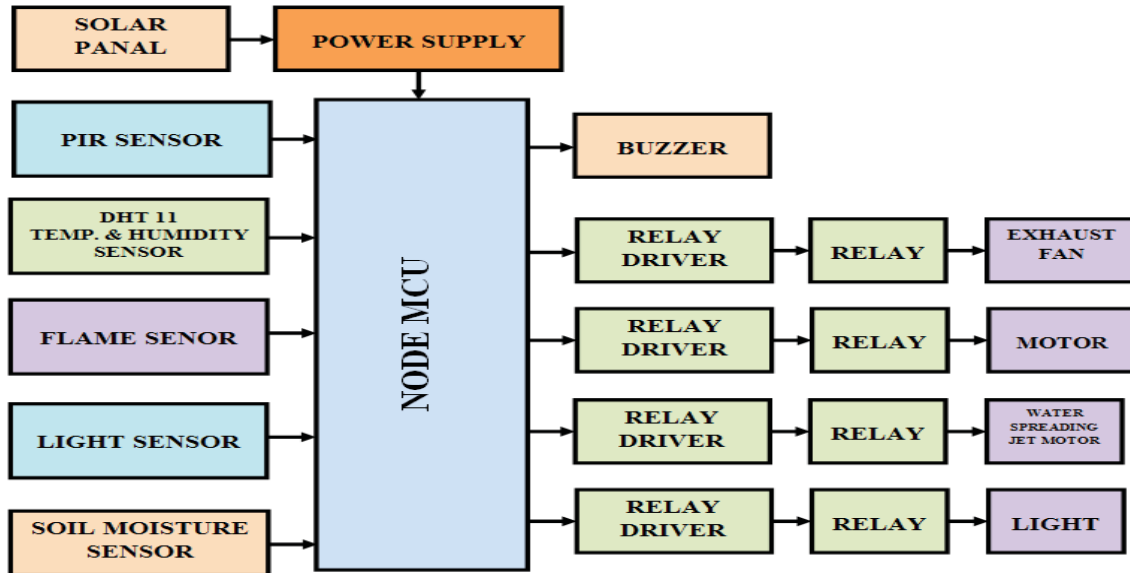 SOLAR
PANAL
POWER SUPPLY
PIR SENSOR
BUZZER
DHT 11
TEMP. & HUMIDITY
SENSOR
RELAY
DRIVER
RELAY
EXHAUST
FAN
NODE MCU
FLAME SENOR
RELAY
DRIVER
RELAY
MOTOR
LIGHT SENSOR
RELAY
DRIVER
RELAY
WATER
SPREADING
JET MOTOR
SOIL MOISTURE
SENSOR
RELAY
DRIVER
RELAY
LIGHT